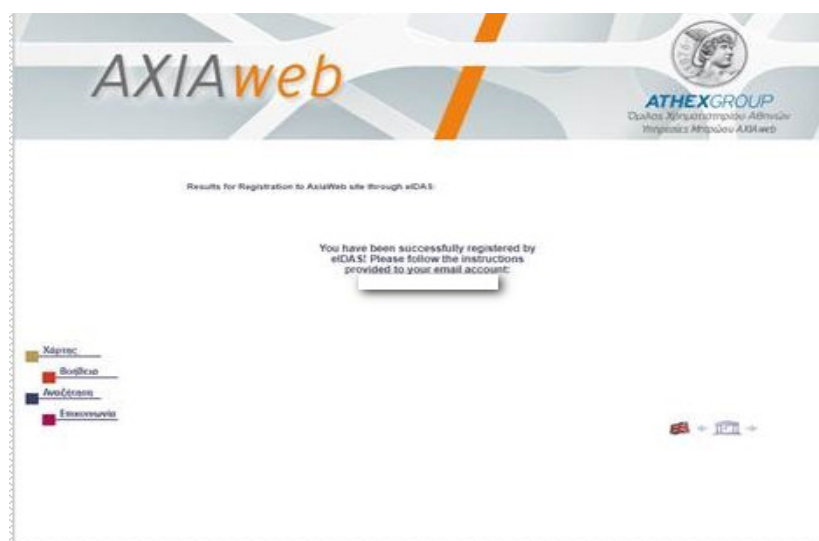 AXIAweb
ATHEXGROUP
Όμιλος Χρηματιστηρίου Αθηνών
Υπηρεσίες Μητρώου AXIAweb
Results for Registration to AxiaWeb site through eIDAS:
You have been successfully registered by
eIDAS! Please follow the instructions
provided to your email account:
Χάρτης
Βοήθεια
Αναζήτηση
Επικοινωνία